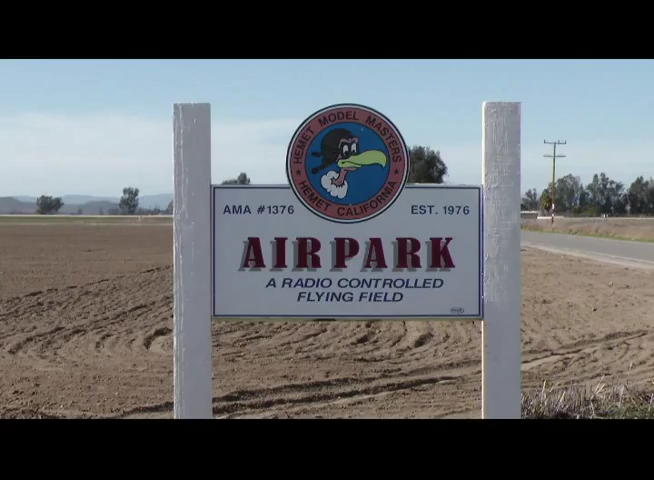 HEMET MODEL MASTERS
HEMET CALIFORNIA
AMA #1376
EST. 1976
AIRPARK
A RADIO CONTROLLED
FLYING FIELD